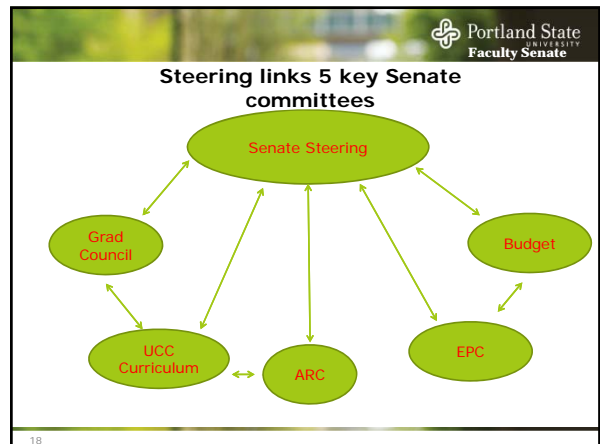 Portland State
UNIVERSITY
Faculty Senate
Steering links 5 key Senate
committees
Senate Steering
Grad
Council
Budget
UCC
Curriculum
ARC
EPC
18